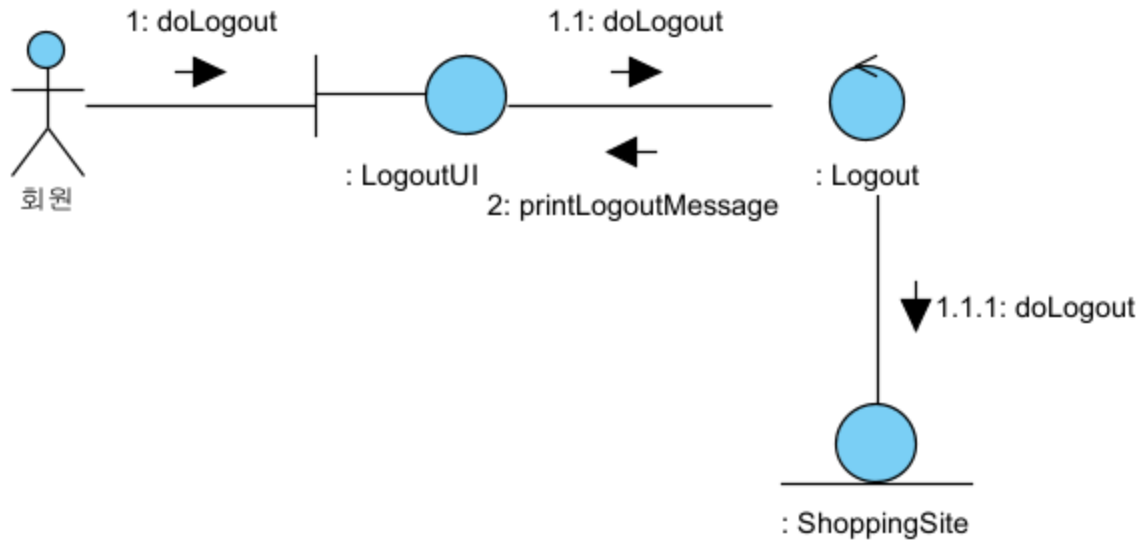 1: doLogout
1.1: doLogout
: LogoutUI
: Logout
회원
2: printLogoutMessage
1.1.1: doLogout
: ShoppingSite